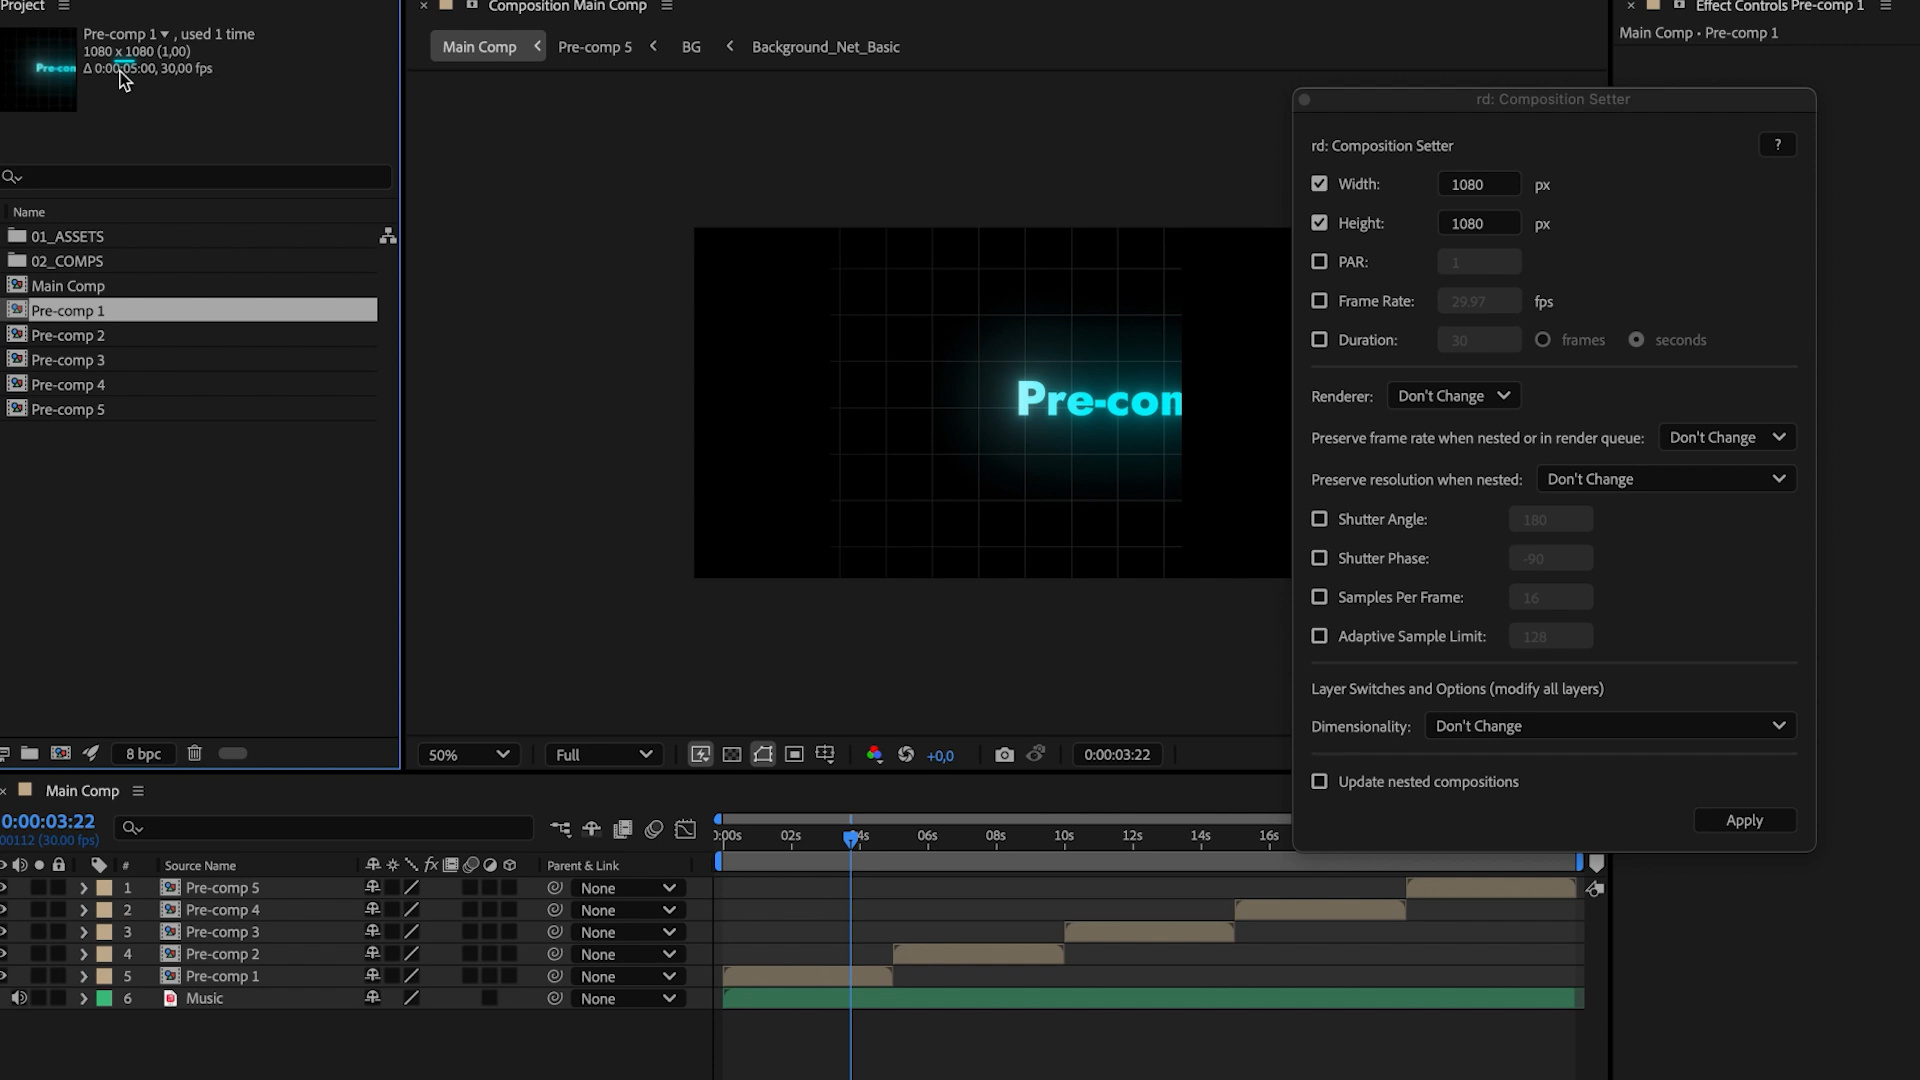 Project
Pre-comp 1 , used 1 time
1080 x 1080 (1,00)
Δ 0:00:05:00, 30,00 fps
Pre-com
Name
01_ASSETS
02_COMPS
Main Comp
Pre-comp 1
Pre-comp 2
Pre-comp 3
Pre-comp 4
Pre-comp 5
8 bpc
Composition Main Comp
Main Comp
Pre-comp 5
BG
Background_Net_Basic
Pre-com
50%
Full
+0,0
0:00:03:22
Effect Controls Pre-comp 1
Main Comp • Pre-comp 1
rd: Composition Setter
rd: Composition Setter
?
Width: 1080 px
Height: 1080 px
PAR: 1
Frame Rate: 29.97 fps
Duration: 30 frames seconds
Renderer: Don't Change
Preserve frame rate when nested or in render queue: Don't Change
Preserve resolution when nested: Don't Change
Shutter Angle: 180
Shutter Phase: -90
Samples Per Frame: 16
Adaptive Sample Limit: 128
Layer Switches and Options (modify all layers)
Dimensionality: Don't Change
Update nested compositions
Apply
Main Comp
0:00:03:22
00112 (30.00 fps)
):00s 02s 04s 06s 08s 10s 12s 14s 16s
# Source Name fx Parent & Link
1 Pre-comp 5 None
2 Pre-comp 4 None
3 Pre-comp 3 None
4 Pre-comp 2 None
5 Pre-comp 1 None
6 Music None